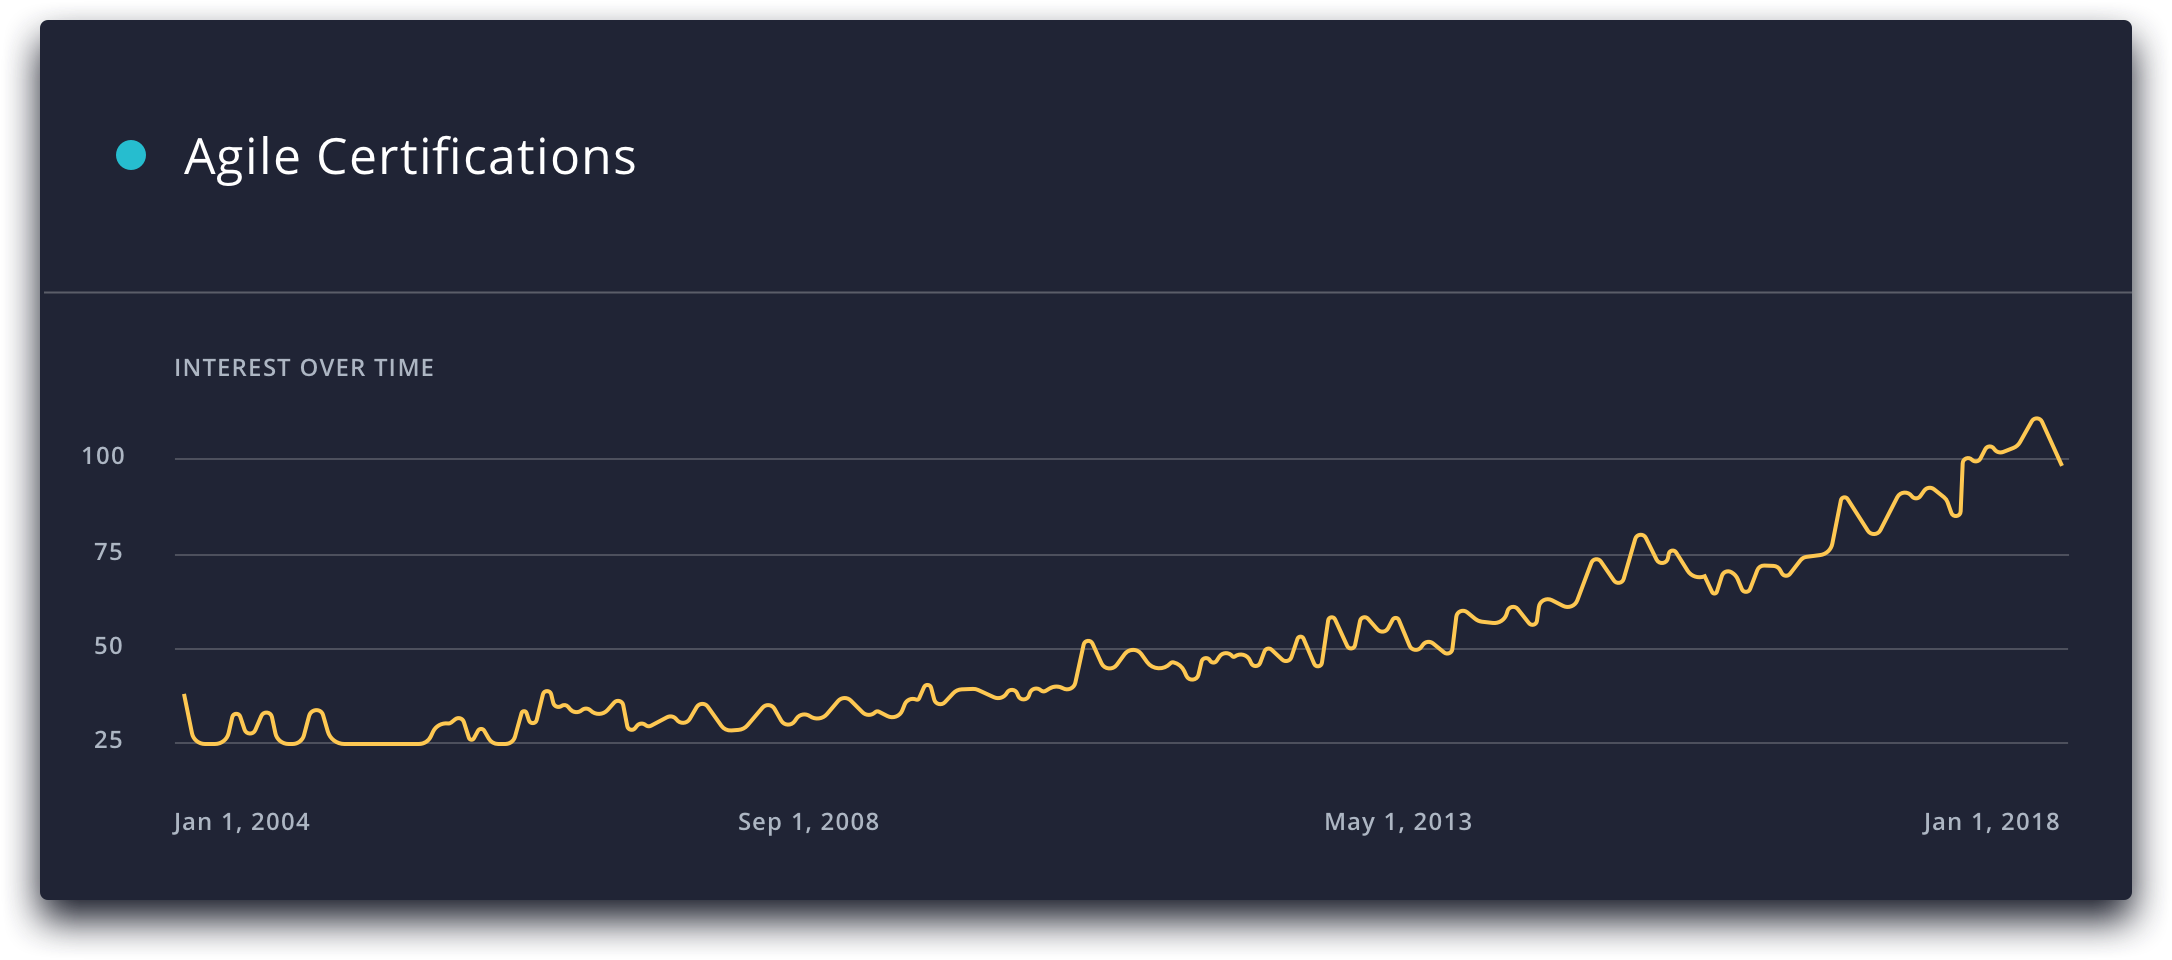 Agile Certifications
INTEREST OVER TIME
100
75
50
25
Jan 1, 2004 Sep 1, 2008 May 1, 2013 Jan 1, 2018